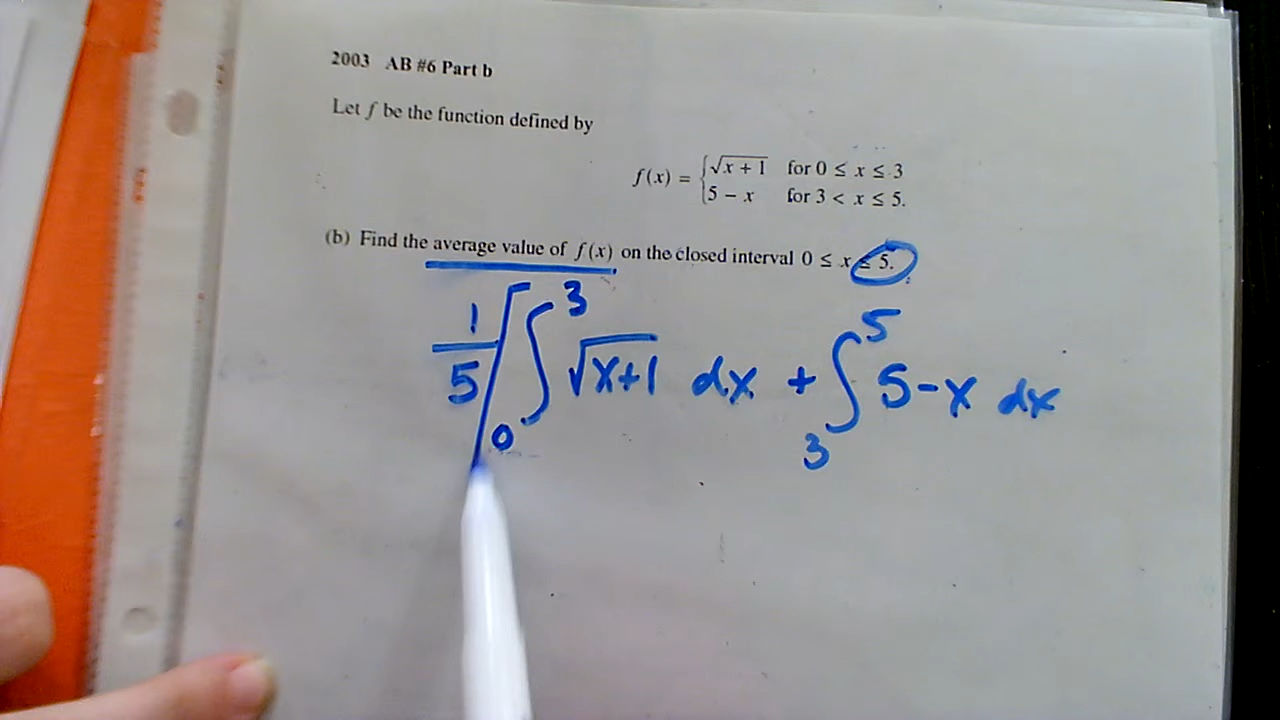 2003 AB #6 Part b
Let f be the function defined by
f(x) = { √(x + 1) for 0 ≤ x ≤ 3
5 − x for 3 < x ≤ 5.
(b) Find the average value of f(x) on the closed interval 0 ≤ x ≤ 5.
1/5 [ ∫₀³ √(x+1) dx + ∫₃⁵ 5-x dx